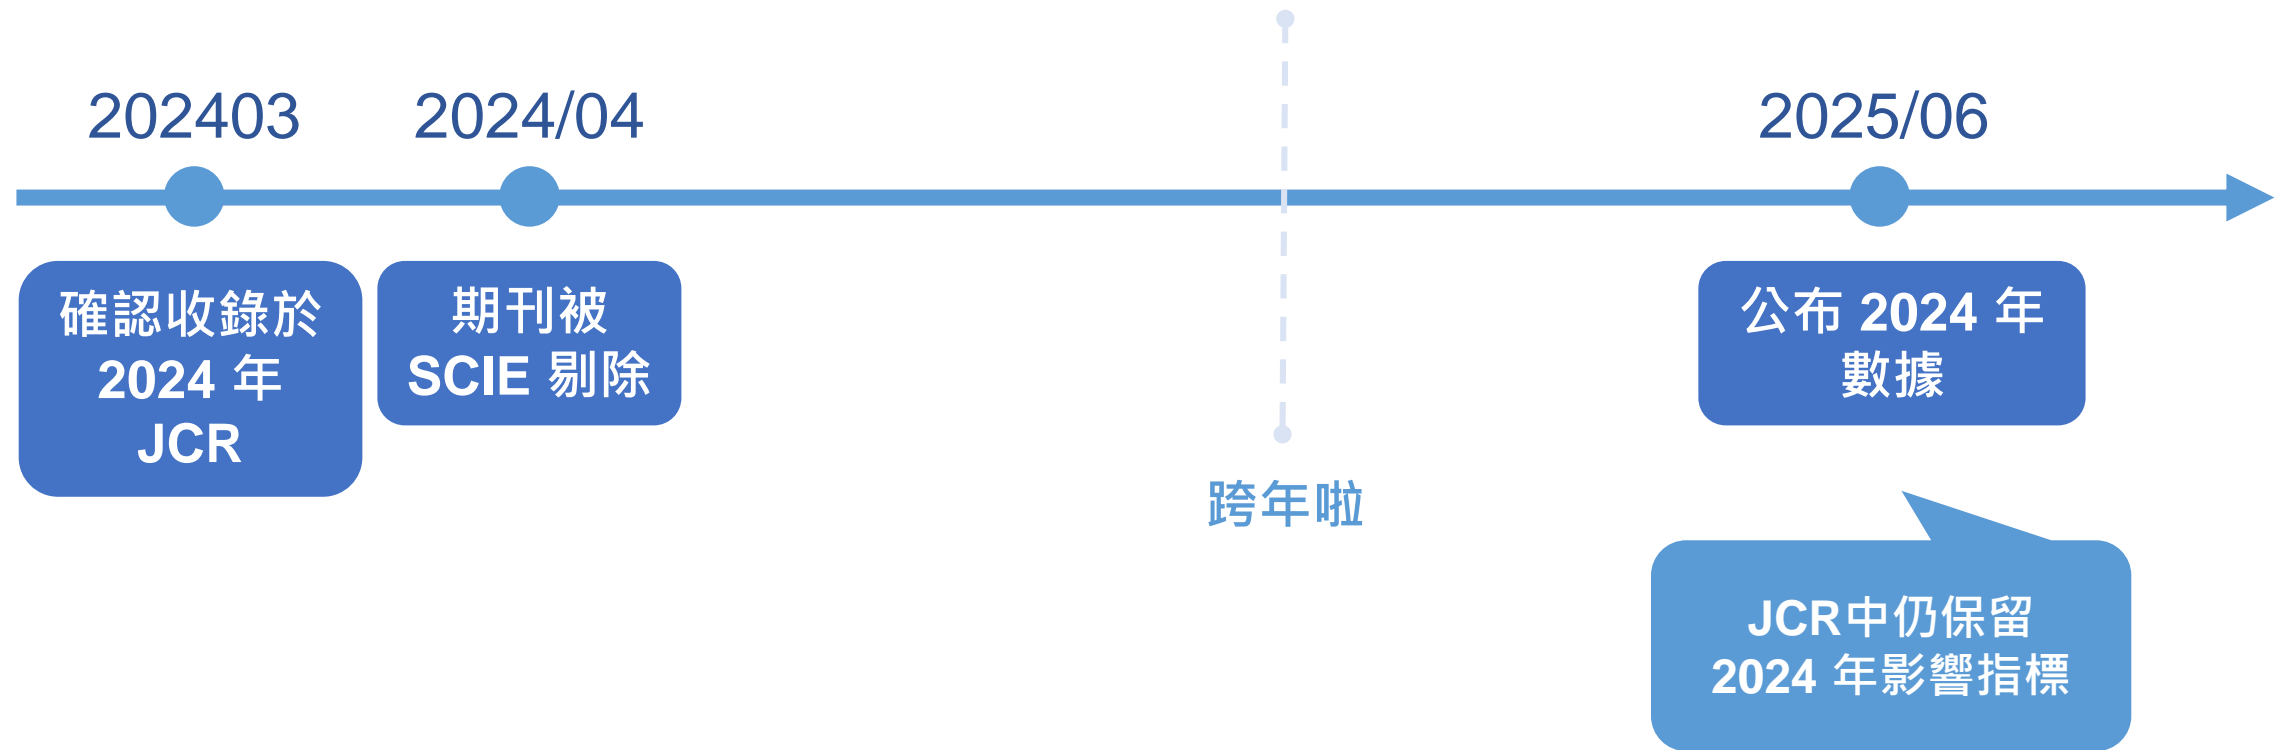 202403
2024/04
2025/06
確認收錄於
2024 年
JCR
期刊被
SCIE 剔除
公布 2024 年
數據
跨年啦
JCR中仍保留
2024 年影響指標